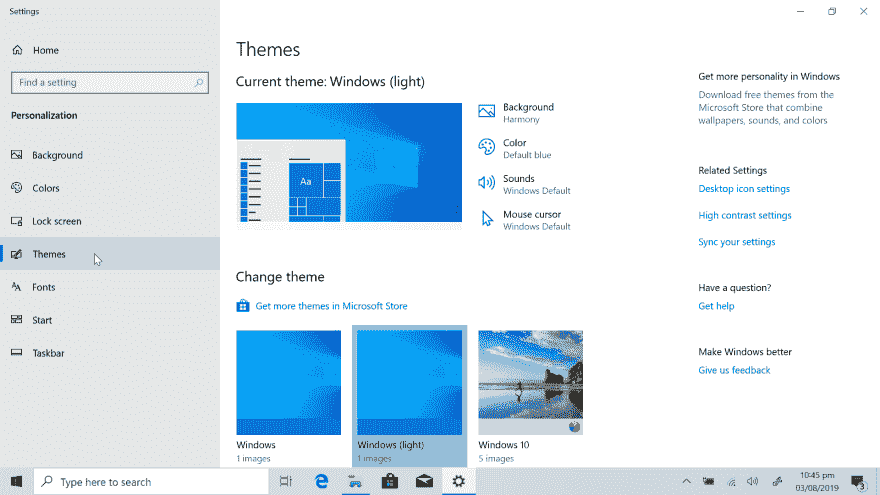 Settings
Home
Find a setting
Personalization
Background
Colors
Lock screen
Themes
Fonts
Start
Taskbar
Themes
Current theme: Windows (light)
Aa
Background
Harmony
Color
Default blue
Sounds
Windows Default
Mouse cursor
Windows Default
Change theme
Get more themes in Microsoft Store
Windows
1 images
Windows (light)
1 images
Windows 10
5 images
Get more personality in Windows
Download free themes from the
Microsoft Store that combine
wallpapers, sounds, and colors
Related Settings
Desktop icon settings
High contrast settings
Sync your settings
Have a question?
Get help
Make Windows better
Give us feedback
Type here to search
10:45 pm
03/08/2019
3